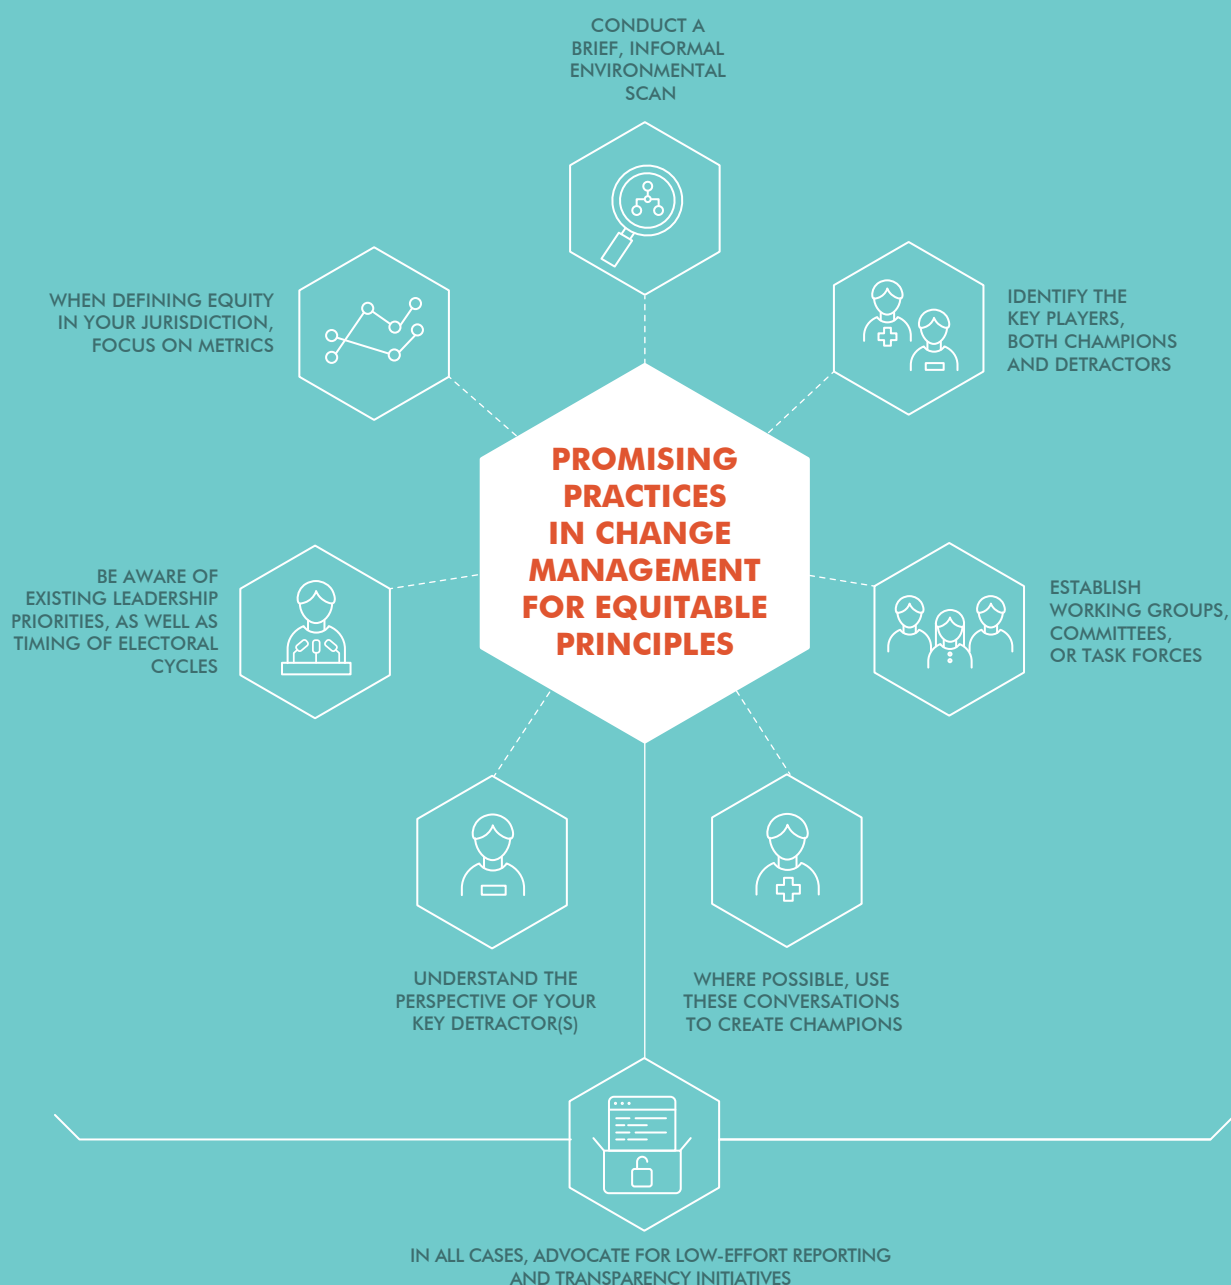 CONDUCT A
BRIEF, INFORMAL
ENVIRONMENTAL
SCAN
WHEN DEFINING EQUITY
IN YOUR JURISDICTION,
FOCUS ON METRICS
IDENTIFY THE
KEY PLAYERS,
BOTH CHAMPIONS
AND DETRACTORS
PROMISING
PRACTICES
IN CHANGE
MANAGEMENT
FOR EQUITABLE
PRINCIPLES
BE AWARE OF
EXISTING LEADERSHIP
PRIORITIES, AS WELL AS
TIMING OF ELECTORAL
CYCLES
ESTABLISH
WORKING GROUPS,
COMMITTEES,
OR TASK FORCES
UNDERSTAND THE
PERSPECTIVE OF YOUR
KEY DETRACTOR(S)
WHERE POSSIBLE, USE
THESE CONVERSATIONS
TO CREATE CHAMPIONS
IN ALL CASES, ADVOCATE FOR LOW-EFFORT REPORTING
AND TRANSPARENCY INITIATIVES